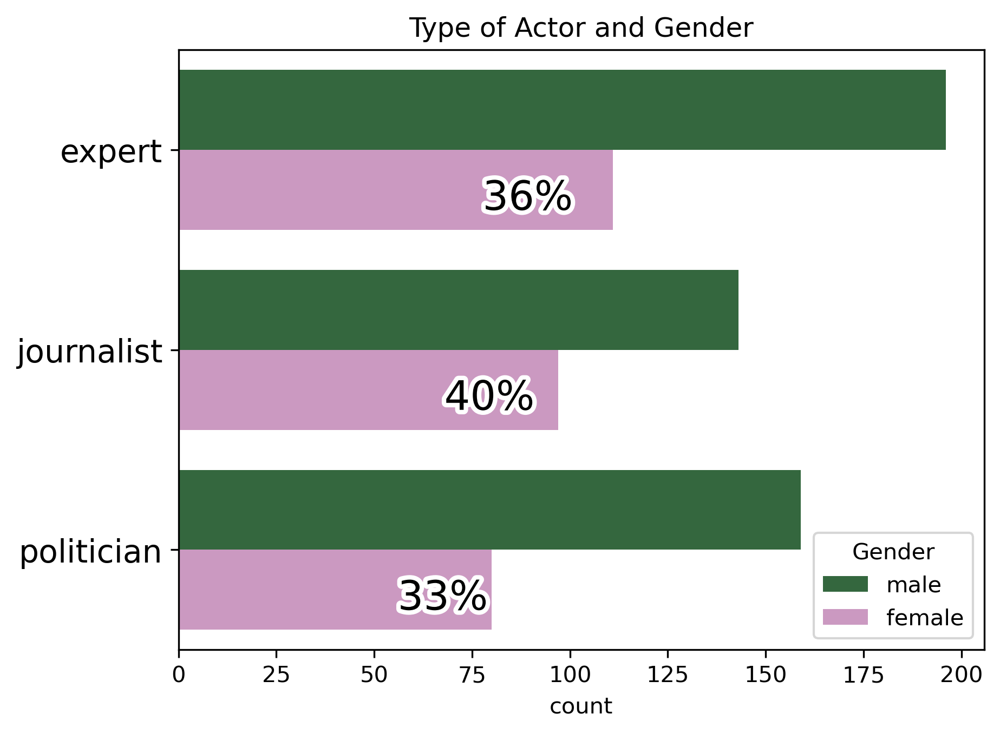 Type of Actor and Gender
expert
36%
journalist
40%
politician
33%
Gender
male
female
0 25 50 75 100 125 150 175 200
count